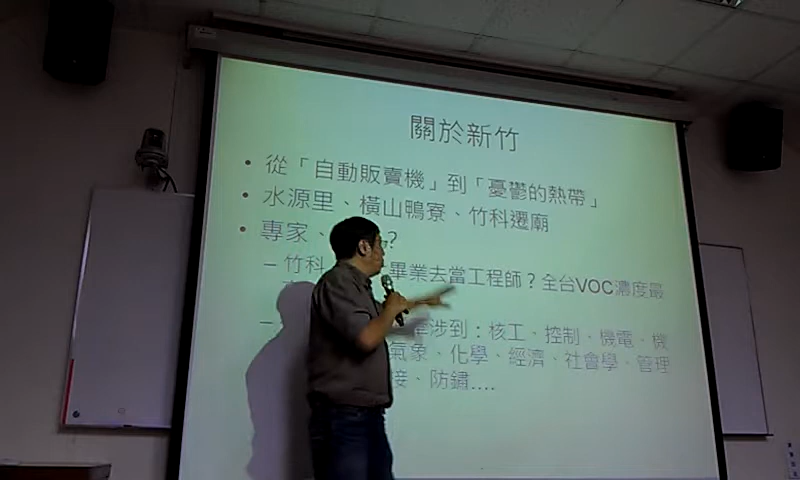 關於新竹
• 從「自動販賣機」到「憂鬱的熱帶」
• 水源里、橫山鴨寮、竹科遷廟
• 專家、?
– 竹科 畢業去當工程師？全台VOC濃度最
– 涉到：核工、控制、機電、機
氣象、化學、經濟、社會學、管理
接、防鏽....